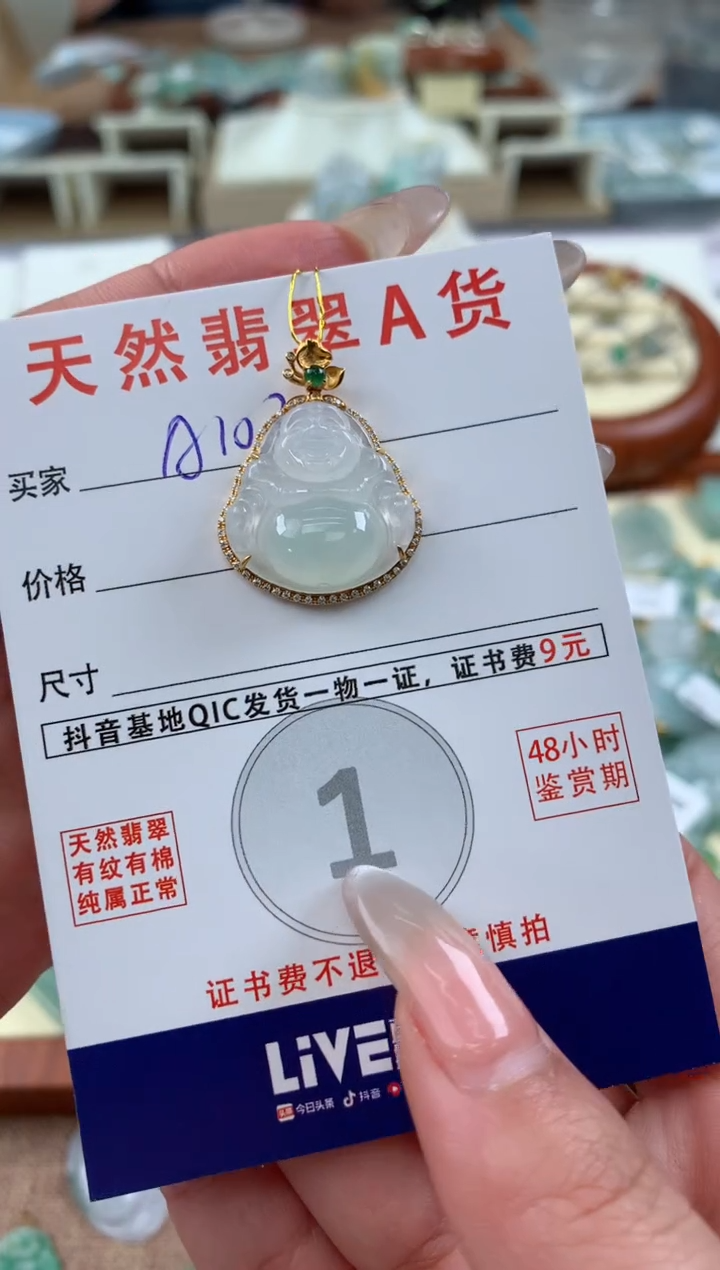 天然翡翠A货
买家 A10
价格
尺寸
抖音基地QIC发货一物一证，证书费9元
1
48小时
鉴赏期
天然翡翠
有纹有棉
纯属正常
证书费不退 慎拍
LiVE
头条 今日头条 抖音